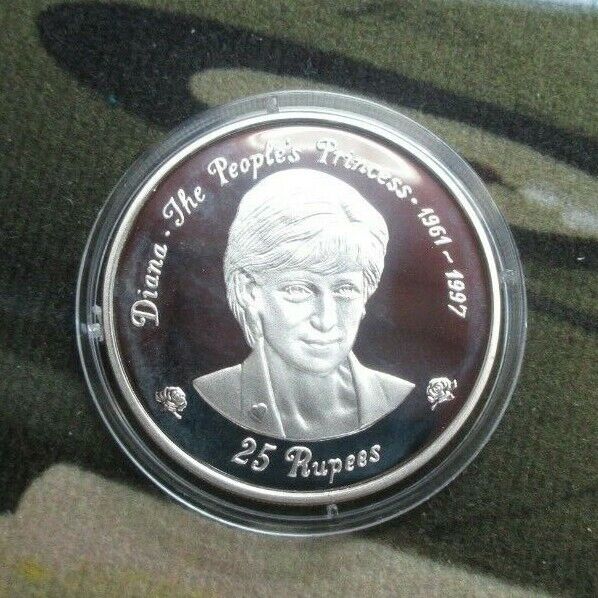 Diana · The People's Princess · 1961 ~ 1997
25 Rupees